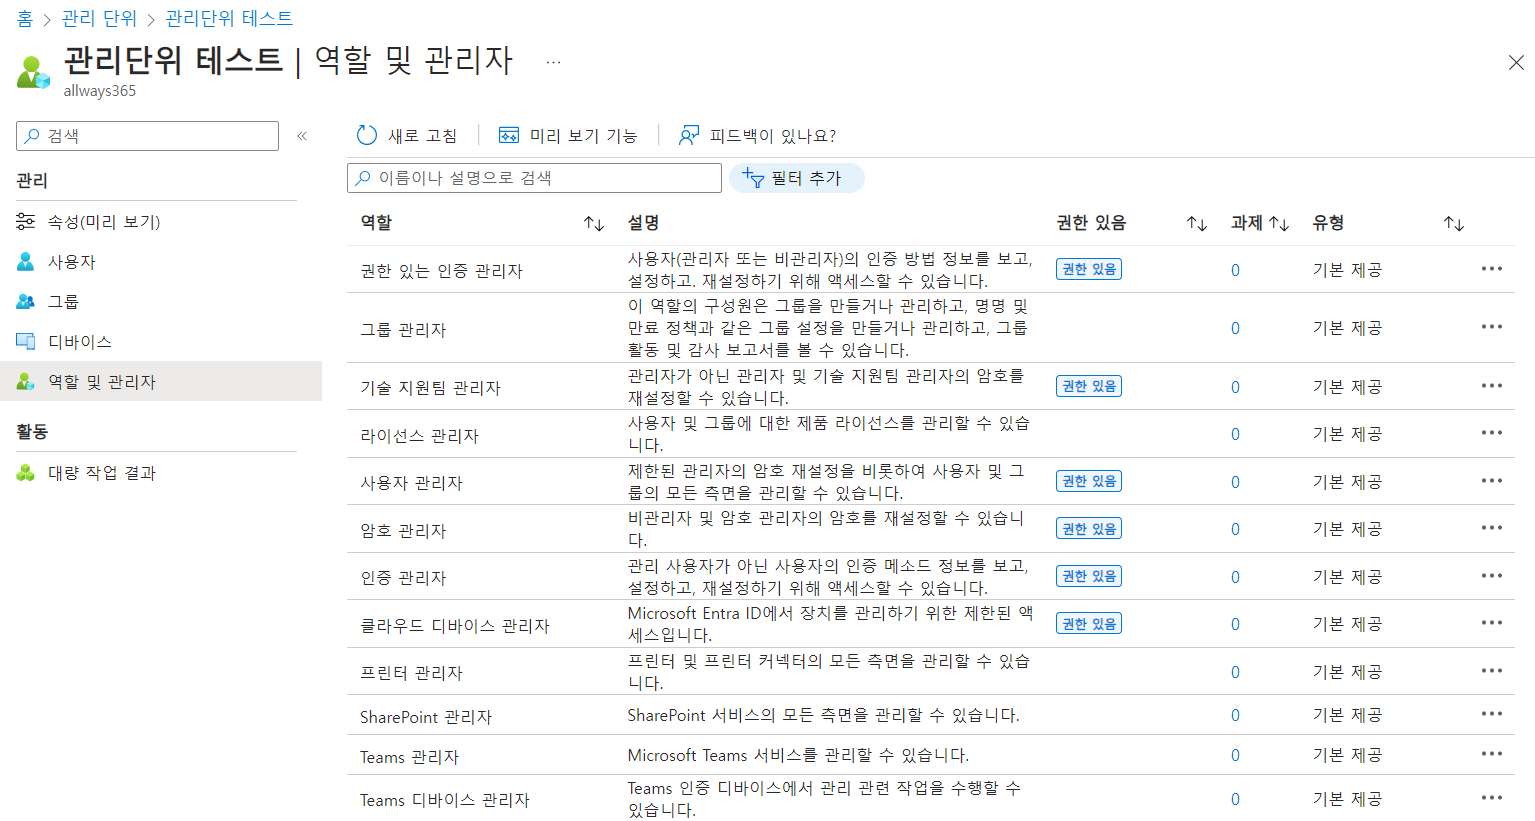 홈 > 관리 단위 > 관리단위 테스트
관리단위 테스트 | 역할 및 관리자 ...
allways365
검색 «
관리
속성(미리 보기)
사용자
그룹
디바이스
역할 및 관리자
활동
대량 작업 결과
새로 고침 | 미리 보기 기능 | 피드백이 있나요?
이름이나 설명으로 검색 필터 추가
역할 ↑↓ 설명 권한 있음 ↑↓ 과제 ↑↓ 유형 ↑↓
권한 있는 인증 관리자
사용자(관리자 또는 비관리자)의 인증 방법 정보를 보고,
설정하고. 재설정하기 위해 액세스할 수 있습니다.
권한 있음 0 기본 제공 ...
그룹 관리자
이 역할의 구성원은 그룹을 만들거나 관리하고, 명명 및
만료 정책과 같은 그룹 설정을 만들거나 관리하고, 그룹
활동 및 감사 보고서를 볼 수 있습니다.
0 기본 제공 ...
기술 지원팀 관리자
관리자가 아닌 관리자 및 기술 지원팀 관리자의 암호를
재설정할 수 있습니다.
권한 있음 0 기본 제공 ...
라이선스 관리자
사용자 및 그룹에 대한 제품 라이선스를 관리할 수 있습
니다.
0 기본 제공 ...
사용자 관리자
제한된 관리자의 암호 재설정을 비롯하여 사용자 및 그
룹의 모든 측면을 관리할 수 있습니다.
권한 있음 0 기본 제공 ...
암호 관리자
비관리자 및 암호 관리자의 암호를 재설정할 수 있습니
다.
권한 있음 0 기본 제공 ...
인증 관리자
관리 사용자가 아닌 사용자의 인증 메소드 정보를 보고,
설정하고, 재설정하기 위해 액세스할 수 있습니다.
권한 있음 0 기본 제공 ...
클라우드 디바이스 관리자
Microsoft Entra ID에서 장치를 관리하기 위한 제한된 액
세스입니다.
권한 있음 0 기본 제공 ...
프린터 관리자
프린터 및 프린터 커넥터의 모든 측면을 관리할 수 있습
니다.
0 기본 제공 ...
SharePoint 관리자
SharePoint 서비스의 모든 측면을 관리할 수 있습니다.
0 기본 제공 ...
Teams 관리자
Microsoft Teams 서비스를 관리할 수 있습니다.
0 기본 제공 ...
Teams 디바이스 관리자
Teams 인증 디바이스에서 관리 관련 작업을 수행할 수
있습니다.
0 기본 제공 ...